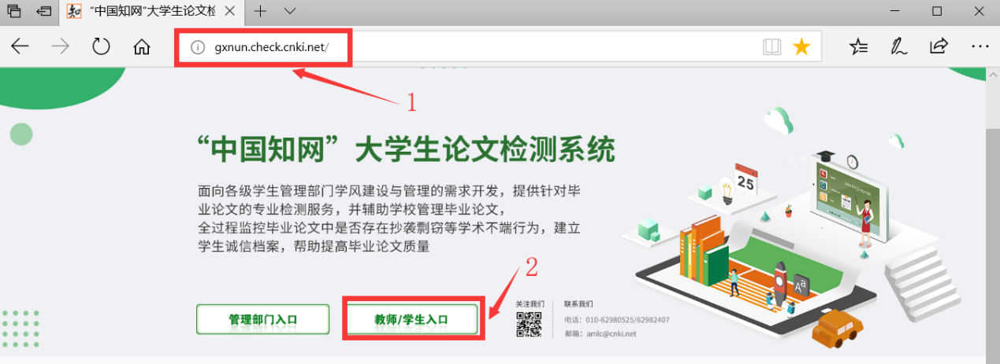 知 "中国知网"大学生论文检
gxnun.check.cnki.net/
1
“中国知网”大学生论文检测系统
25
面向各级学生管理部门学风建设与管理的需求开发，提供针对毕
业论文的专业检测服务，并辅助学校管理毕业论文，
全过程监控毕业论文中是否存在抄袭剽窃等学术不端行为，建立
学生诚信档案，帮助提高毕业论文质量
2
Aa
管理部门入口
教师/学生入口
关注我们
联系我们
电话：010-62980525/62982407
邮箱：amlc@cnki.net